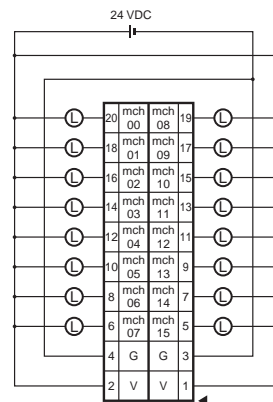 24 VDC
L 20 mch 00 mch 08 19 L
L 18 mch 01 mch 09 17 L
L 16 mch 02 mch 10 15 L
L 14 mch 03 mch 11 13 L
L 12 mch 04 mch 12 11 L
L 10 mch 05 mch 13 9 L
L 8 mch 06 mch 14 7 L
L 6 mch 07 mch 15 5 L
4 G G 3
2 V V 1